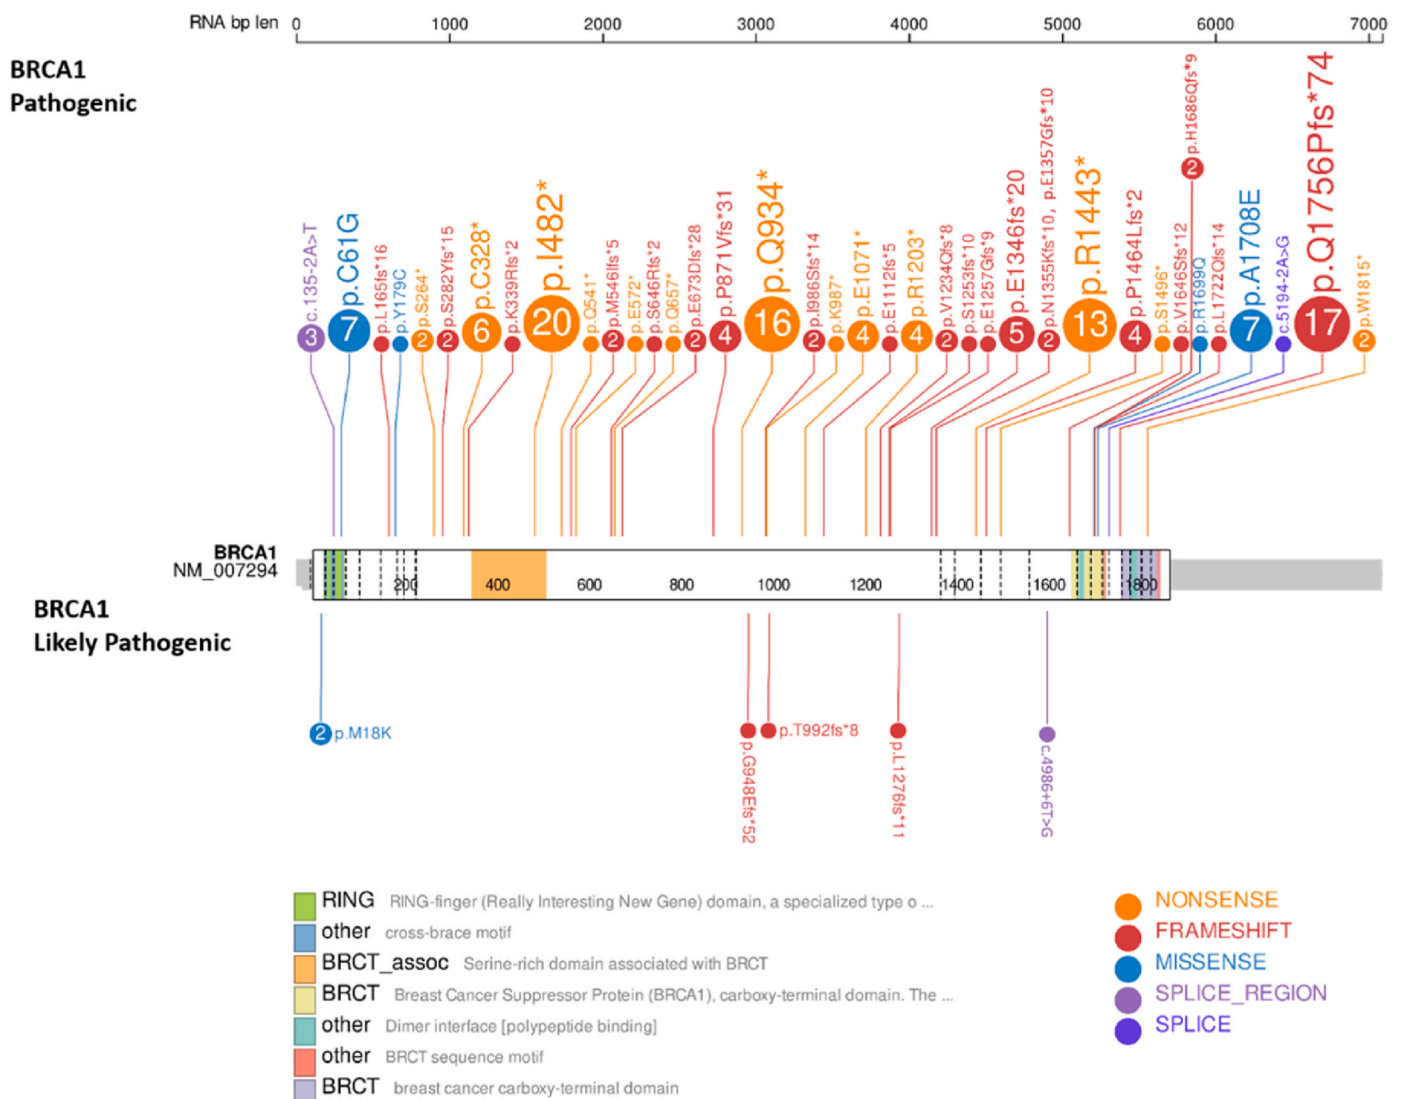 RNA bp len 0 1000 2000 3000 4000 5000 6000 7000
BRCA1
Pathogenic
3 c.135-2A>T
7 p.C61G
p.L165fs*16
p.Y179C
2 p.S264*
2 p.S282Yfs*15
6 p.C328*
p.K339Rfs*2
20 p.I482*
p.Q541*
2 p.M546Ifs*5
p.E572*
p.S646Rfs*2
p.Q657*
2 p.E673Dfs*28
4 p.P871Vfs*31
16 p.Q934*
2 p.I986Sfs*14
p.K987*
4 p.E1071*
p.E1112fs*5
4 p.R1203*
2 p.V1234Qfs*8
p.S1253fs*10
p.E1257Gfs*9
5 p.E1346fs*20
2 p.N1355Kfs*10, p.E1357Gfs*10
13 p.R1443*
4 p.P1464Lfs*2
p.S1496*
p.V1646Sfs*12
2 p.H1686Qfs*9
p.R1699Q
p.L1722Qfs*14
7 p.A1708E
c.5194-2A>G
17 p.Q1756Pfs*74
2 p.W1815*
BRCA1
NM_007294
200 400 600 800 1000 1200 1400 1600 1800
BRCA1
Likely Pathogenic
2 p.M18K
p.G948Efs*52
p.T992fs*8
p.L1276fs*11
c.4986+6T>G
RING RING-finger (Really Interesting New Gene) domain, a specialized type o ...
other cross-brace motif
BRCT_assoc Serine-rich domain associated with BRCT
BRCT Breast Cancer Suppressor Protein (BRCA1), carboxy-terminal domain. The ...
other Dimer interface [polypeptide binding]
other BRCT sequence motif
BRCT breast cancer carboxy-terminal domain
NONSENSE
FRAMESHIFT
MISSENSE
SPLICE_REGION
SPLICE